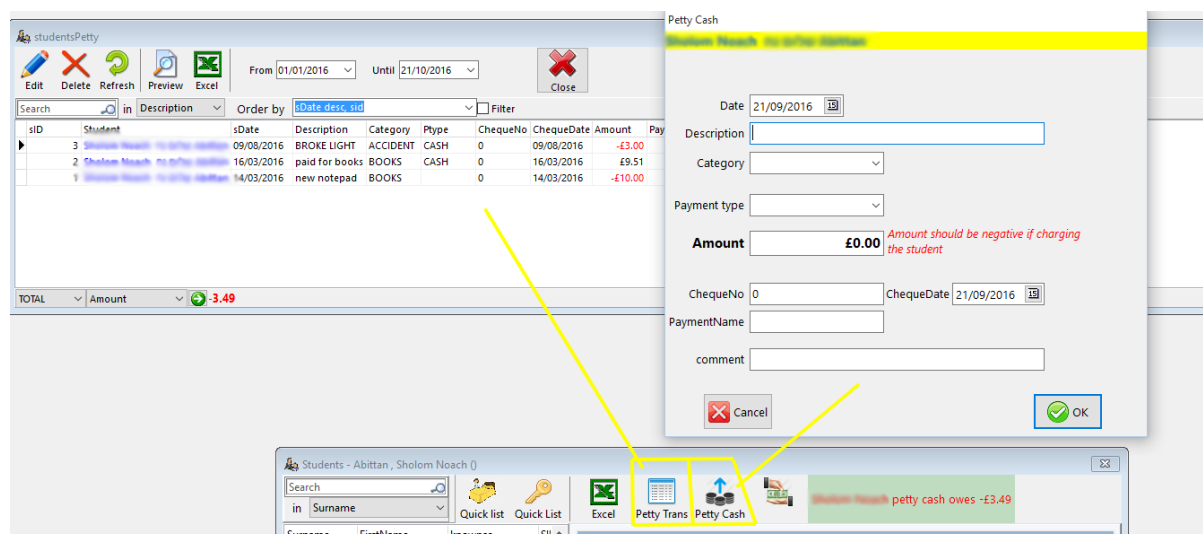 studentsPetty
Edit Delete Refresh Preview Excel
From 01/01/2016 Until 21/10/2016
Close
Search in Description Order by sDate desc, sid Filter
sID Student sDate Description Category Ptype ChequeNo ChequeDate Amount Pay
3 09/08/2016 BROKE LIGHT ACCIDENT CASH 0 09/08/2016 -£3.00
2 16/03/2016 paid for books BOOKS CASH 0 16/03/2016 £9.51
1 14/03/2016 new notepad BOOKS 0 14/03/2016 -£10.00
TOTAL Amount -3.49
Petty Cash
Date 21/09/2016 15
Description
Category
Payment type
Amount £0.00 Amount should be negative if charging
the student
ChequeNo 0 ChequeDate 21/09/2016 15
PaymentName
comment
Cancel OK
Students - Abittan , Sholom Noach ()
Search
in Surname
Quick list Quick List Excel Petty Trans Petty Cash
petty cash owes -£3.49